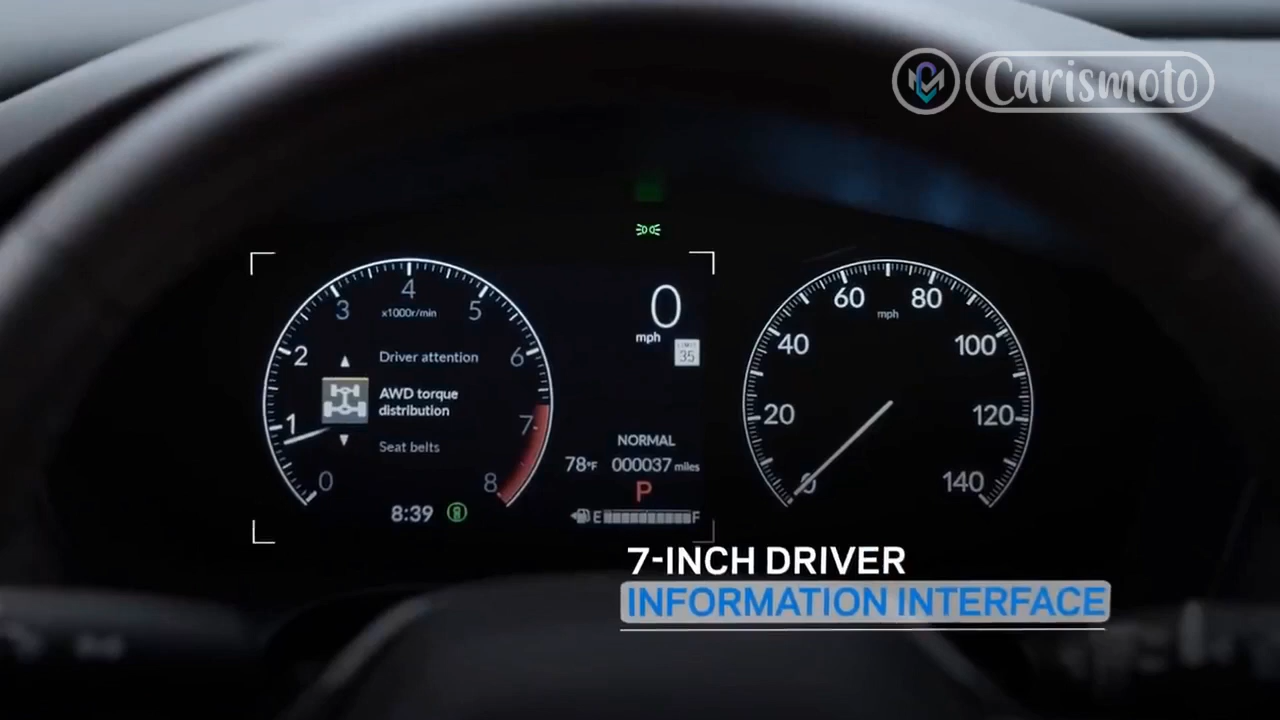 Carismoto
4
3
5
x1000r/min
2
6
Driver attention
AWD torque
distribution
1
7
Seat belts
0
8
8:39
0
mph
LIMIT
35
NORMAL
78°F 000037 miles
P
E F
60 80
mph
40 100
20 120
0 140
7-INCH DRIVER
INFORMATION INTERFACE